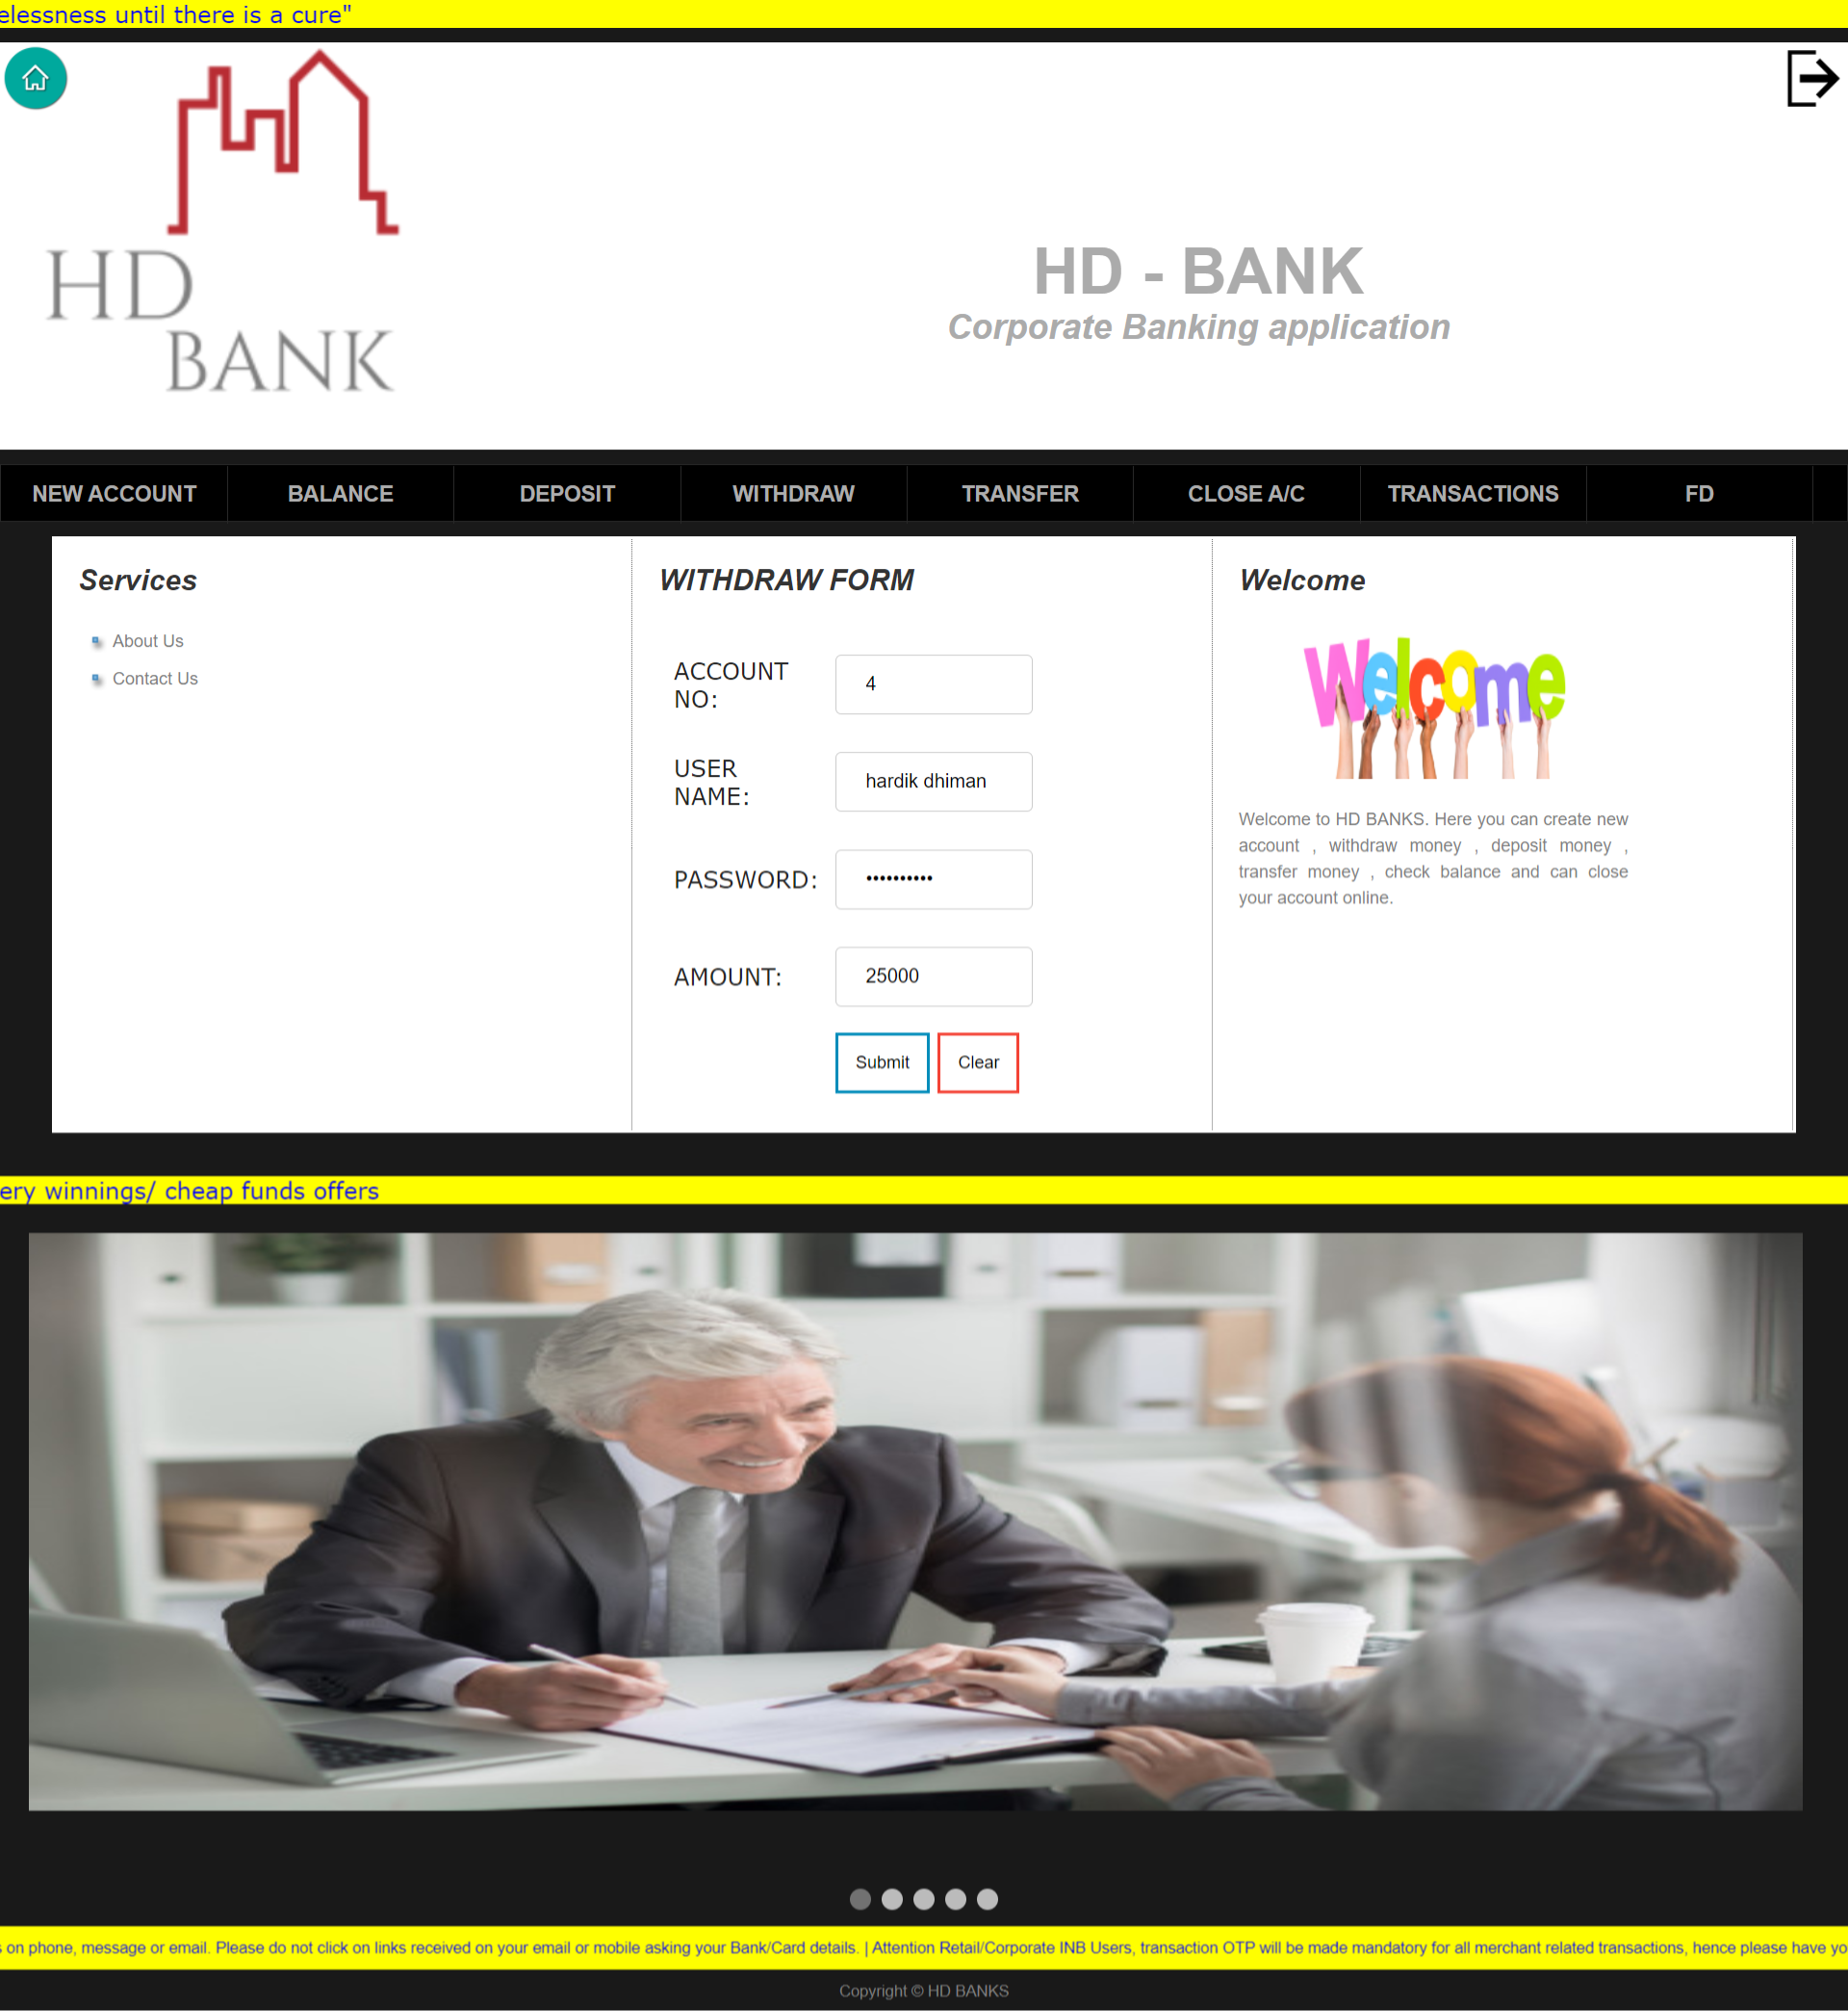 elessness until there is a cure"
HD
BANK
HD - BANK
Corporate Banking application
NEW ACCOUNT BALANCE DEPOSIT WITHDRAW TRANSFER CLOSE A/C TRANSACTIONS FD
Services
About Us
Contact Us
WITHDRAW FORM
ACCOUNT
NO:
4
USER
NAME:
hardik dhiman
PASSWORD:
••••••••••
AMOUNT:
25000
Submit Clear
Welcome
Welcome
Welcome to HD BANKS. Here you can create new
account , withdraw money , deposit money ,
transfer money , check balance and can close
your account online.
ery winnings/ cheap funds offers
s on phone, message or email. Please do not click on links received on your email or mobile asking your Bank/Card details. | Attention Retail/Corporate INB Users, transaction OTP will be made mandatory for all merchant related transactions, hence please have yo
Copyright © HD BANKS